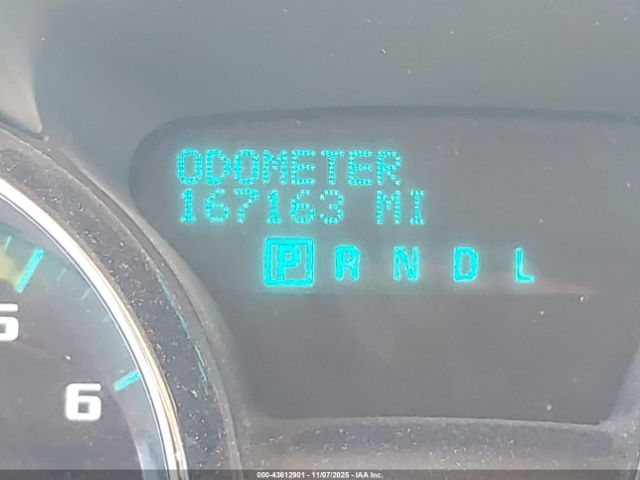 ODOMETER
167163 MI
P R N D L
5
6
000-43612901 - 11/07/2025 - IAA Inc.